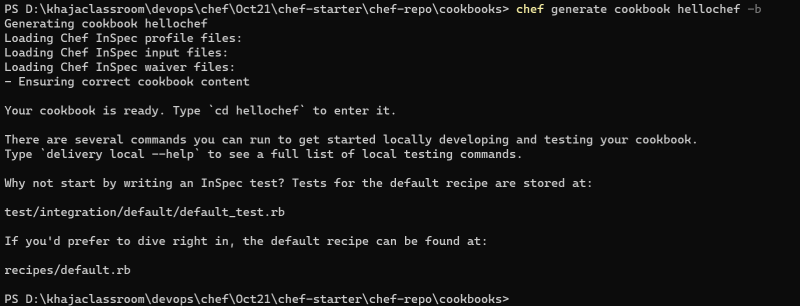 PS D:\khajaclassroom\devops\chef\Oct21\chef-starter\chef-repo\cookbooks> chef generate cookbook hellochef -b
Generating cookbook hellochef
Loading Chef InSpec profile files:
Loading Chef InSpec input files:
Loading Chef InSpec waiver files:
- Ensuring correct cookbook content
Your cookbook is ready. Type `cd hellochef` to enter it.
There are several commands you can run to get started locally developing and testing your cookbook.
Type `delivery local --help` to see a full list of local testing commands.
Why not start by writing an InSpec test? Tests for the default recipe are stored at:
test/integration/default/default_test.rb
If you'd prefer to dive right in, the default recipe can be found at:
recipes/default.rb
PS D:\khajaclassroom\devops\chef\Oct21\chef-starter\chef-repo\cookbooks>